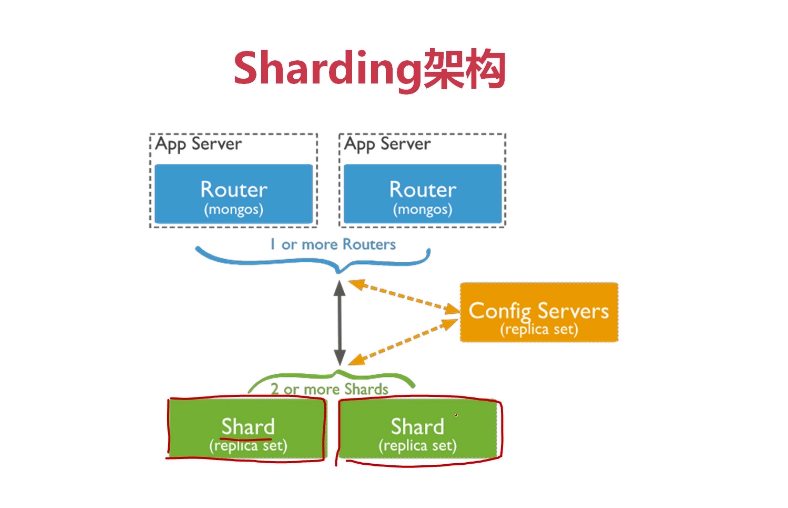 Sharding架构
App Server
Router
(mongos)
App Server
Router
(mongos)
1 or more Routers
Config Servers
(replica set)
2 or more Shards
Shard
(replica set)
Shard
(replica set)